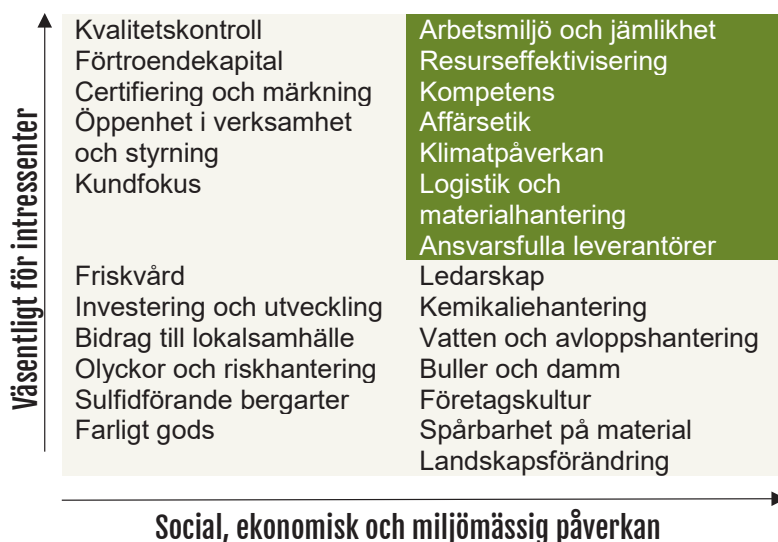 Väsentligt för intressenter
Kvalitetskontroll
Förtroendekapital
Certifiering och märkning
Öppenhet i verksamhet
och styrning
Kundfokus
Arbetsmiljö och jämlikhet
Resurseffektivisering
Kompetens
Affärsetik
Klimatpåverkan
Logistik och
materialhantering
Ansvarsfulla leverantörer
Friskvård
Investering och utveckling
Bidrag till lokalsamhälle
Olyckor och riskhantering
Sulfidförande bergarter
Farligt gods
Ledarskap
Kemikaliehantering
Vatten och avloppshantering
Buller och damm
Företagskultur
Spårbarhet på material
Landskapsförändring
Social, ekonomisk och miljömässig påverkan